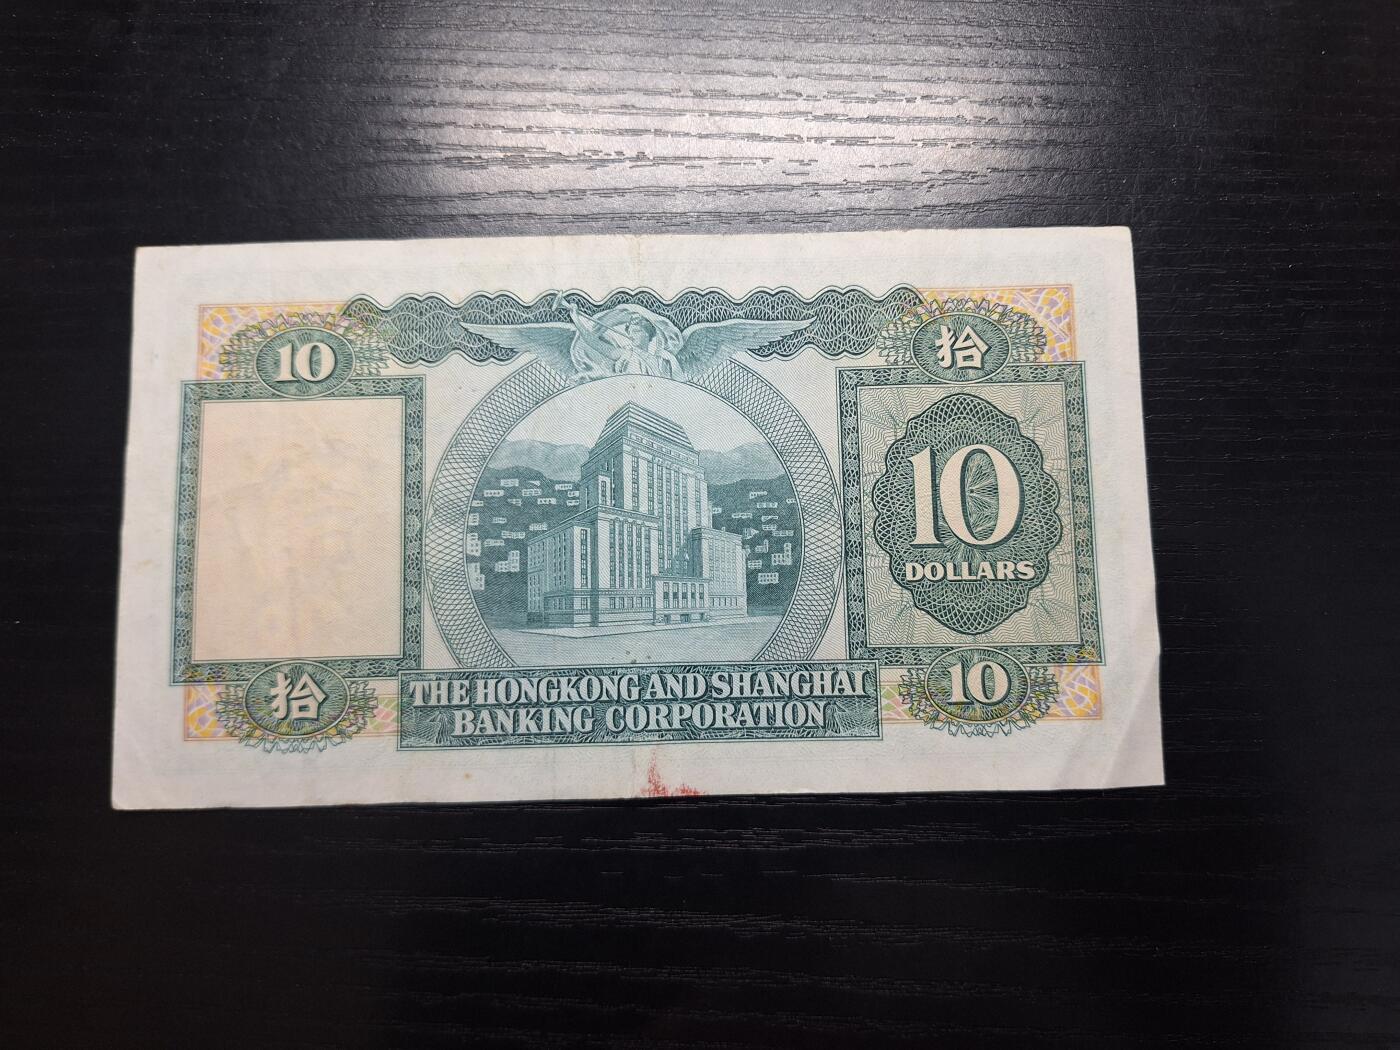 10
拾
10
DOLLARS
拾
10
THE HONGKONG AND SHANGHAI
BANKING CORPORATION